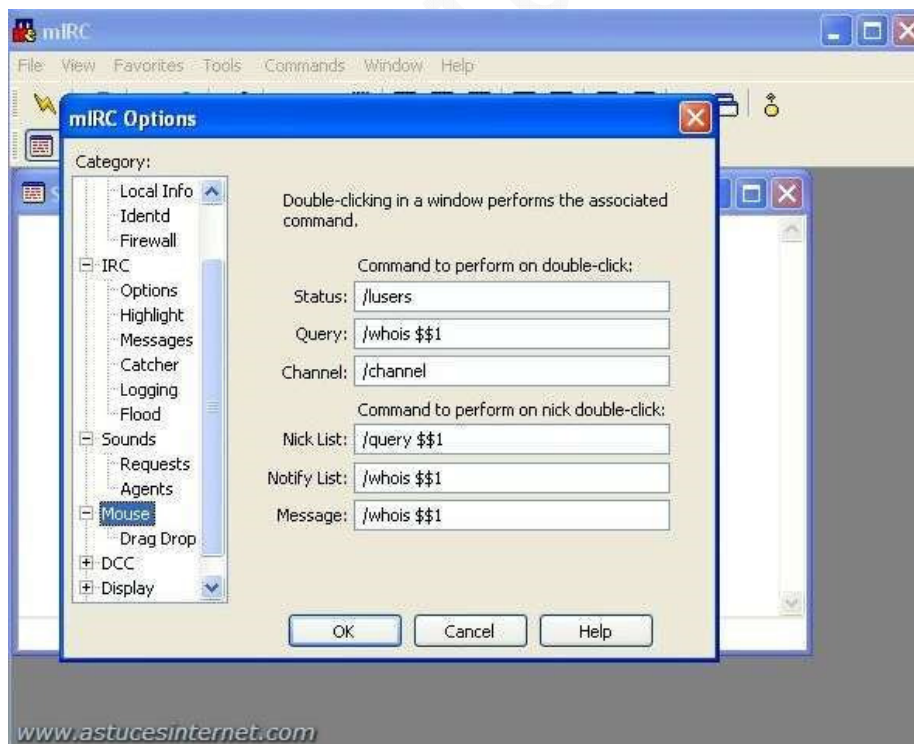 mIRC
File View Favorites Tools Commands Window Help
mIRC Options
Category:
Local Info
Identd
Firewall
IRC
Options
Highlight
Messages
Catcher
Logging
Flood
Sounds
Requests
Agents
Mouse
Drag Drop
DCC
Display
Double-clicking in a window performs the associated
command.
Command to perform on double-click:
Status: /lusers
Query: /whois $$1
Channel: /channel
Command to perform on nick double-click:
Nick List: /query $$1
Notify List: /whois $$1
Message: /whois $$1
OK Cancel Help
www.astucesinternet.com